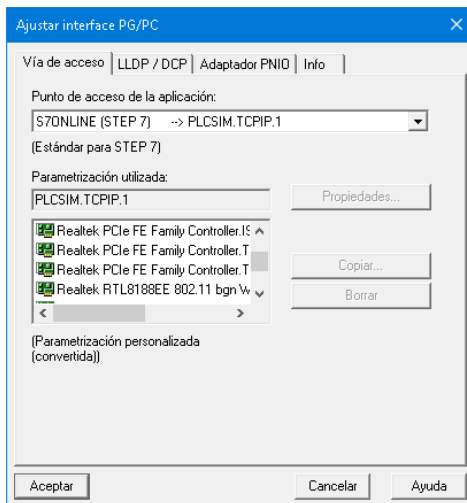 Ajustar interface PG/PC
Vía de acceso LLDP / DCP Adaptador PNIO Info
Punto de acceso de la aplicación:
S7ONLINE (STEP 7) --> PLCSIM.TCPIP.1
(Estándar para STEP 7)
Parametrización utilizada:
PLCSIM.TCPIP.1
Propiedades...
Realtek PCIe FE Family Controller.IS
Realtek PCIe FE Family Controller.T
Realtek PCIe FE Family Controller.T
Realtek RTL8188EE 802.11 bgn W
Copiar...
Borrar
(Parametrización personalizada
(convertida))
Aceptar Cancelar Ayuda